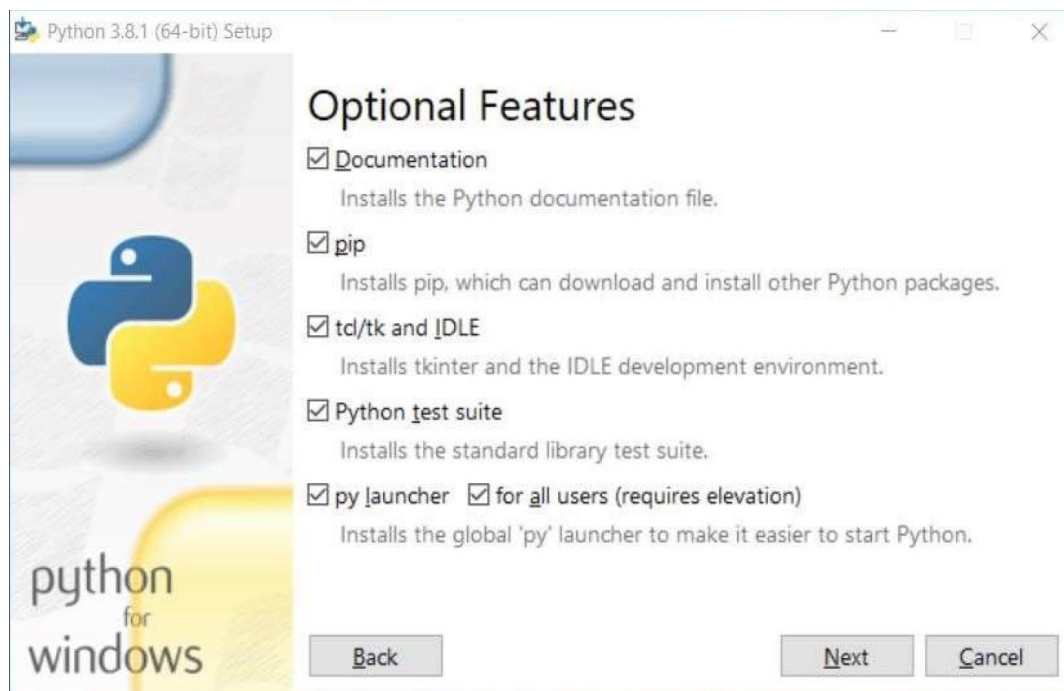 Python 3.8.1 (64-bit) Setup
Optional Features
Documentation
Installs the Python documentation file.
pip
Installs pip, which can download and install other Python packages.
tcl/tk and IDLE
Installs tkinter and the IDLE development environment.
Python test suite
Installs the standard library test suite.
py launcher for all users (requires elevation)
Installs the global 'py' launcher to make it easier to start Python.
python
for
windows
Back Next Cancel